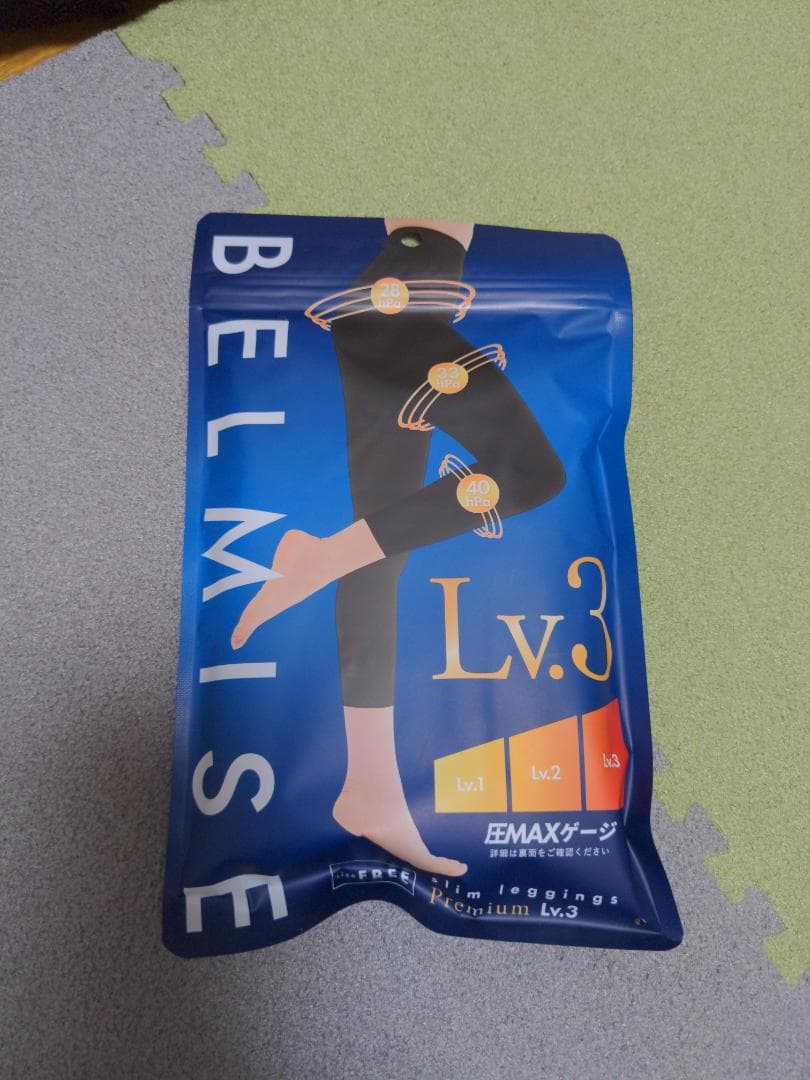 BELMISE
28
hPa
33
hPa
40
hPa
Lv.3
Lv.1
Lv.2
Lv.3
圧MAXゲージ
詳細は裏面をご確認ください
size FREE
slim leggings
Premium Lv.3